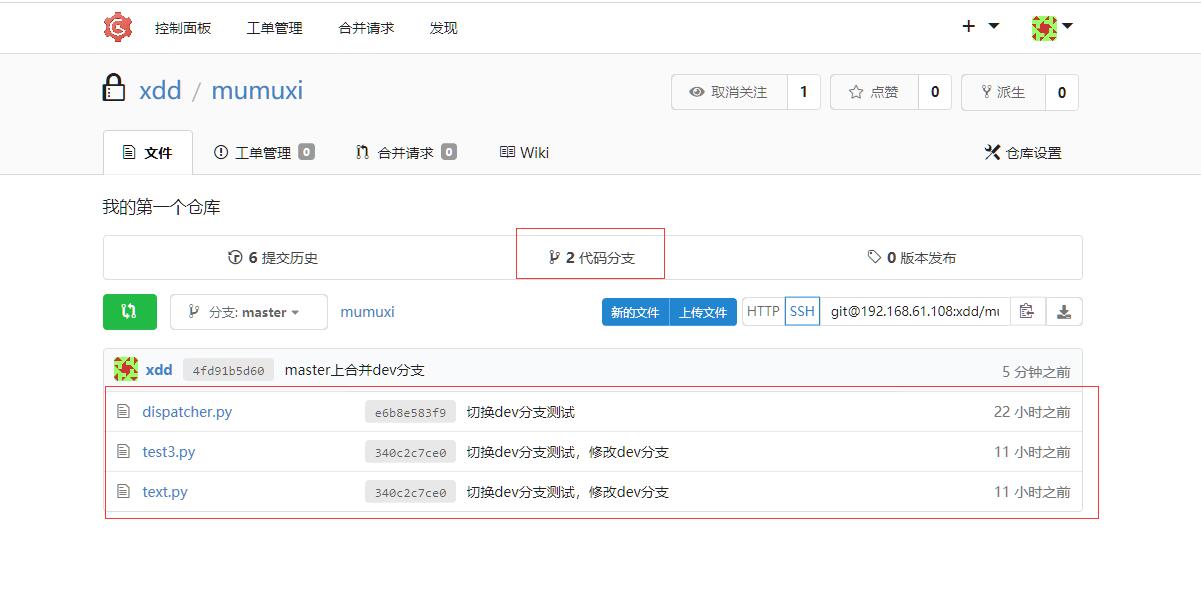 控制面板 工单管理 合并请求 发现
xdd / mumuxi 取消关注 1 点赞 0 派生 0
文件 工单管理 0 合并请求 0 Wiki 仓库设置
我的第一个仓库
6 提交历史 2 代码分支 0 版本发布
分支: master mumuxi 新的文件 上传文件 HTTP SSH git@192.168.61.108:xdd/mu
xdd 4fd91b5d60 master上合并dev分支 5 分钟之前
dispatcher.py e6b8e583f9 切换dev分支测试 22 小时之前
test3.py 340c2c7ce0 切换dev分支测试，修改dev分支 11 小时之前
text.py 340c2c7ce0 切换dev分支测试，修改dev分支 11 小时之前